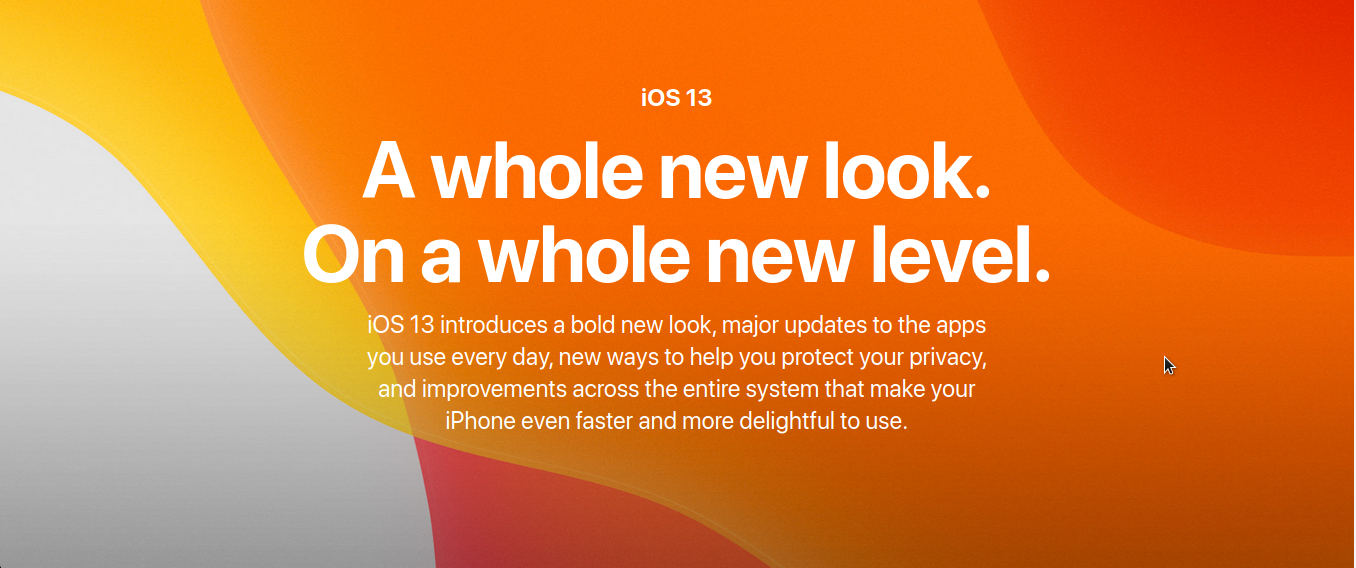 iOS 13
A whole new look.
On a whole new level.
iOS 13 introduces a bold new look, major updates to the apps
you use every day, new ways to help you protect your privacy,
and improvements across the entire system that make your
iPhone even faster and more delightful to use.